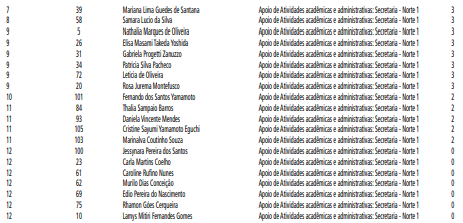 7 39 Mariana Lima Guedes de Santana Apoio de Atividades acadêmicas e administrativas: Secretaria - Norte 1 3
8 58 Samara Lucio da Silva Apoio de Atividades acadêmicas e administrativas: Secretaria - Norte 1 3
9 5 Nathalia Marques de Oliveira Apoio de Atividades acadêmicas e administrativas: Secretaria - Norte 1 3
9 26 Elisa Masami Takeda Yoshida Apoio de Atividades acadêmicas e administrativas: Secretaria - Norte 1 3
9 31 Gabriela Progetti Zanuzzo Apoio de Atividades acadêmicas e administrativas: Secretaria - Norte 1 3
9 34 Patricia Silva Pacheco Apoio de Atividades acadêmicas e administrativas: Secretaria - Norte 1 3
9 72 Leticia de Oliveira Apoio de Atividades acadêmicas e administrativas: Secretaria - Norte 1 3
9 20 Rosa Jurema Montefusco Apoio de Atividades acadêmicas e administrativas: Secretaria - Norte 1 3
10 101 Fernando dos Santos Yamamoto Apoio de Atividades acadêmicas e administrativas: Secretaria - Norte 1 2
11 84 Thalia Sampaio Barros Apoio de Atividades acadêmicas e administrativas: Secretaria - Norte 1 2
11 93 Daniela Vincente Mendes Apoio de Atividades acadêmicas e administrativas: Secretaria - Norte 1 2
11 105 Cristine Sayumi Yamamoto Eguchi Apoio de Atividades acadêmicas e administrativas: Secretaria - Norte 1 2
11 103 Marinalva Coutinho Souza Apoio de Atividades acadêmicas e administrativas: Secretaria - Norte 1 2
12 100 Jessynara Pereira dos Santos Apoio de Atividades acadêmicas e administrativas: Secretaria - Norte 1 0
12 23 Carla Martins Coelho Apoio de Atividades acadêmicas e administrativas: Secretaria - Norte 1 0
12 61 Caroline Rufino Nunes Apoio de Atividades acadêmicas e administrativas: Secretaria - Norte 1 0
12 62 Murilo Dias Conceição Apoio de Atividades acadêmicas e administrativas: Secretaria - Norte 1 0
12 69 Edio Pereira do Nascimento Apoio de Atividades acadêmicas e administrativas: Secretaria - Norte 1 0
12 75 Rhamon Góes Cerqueira Apoio de Atividades acadêmicas e administrativas: Secretaria - Norte 1 0
12 10 Lamys Mitiri Fernandes Gomes Apoio de Atividades acadêmicas e administrativas: Secretaria - Norte 1 0